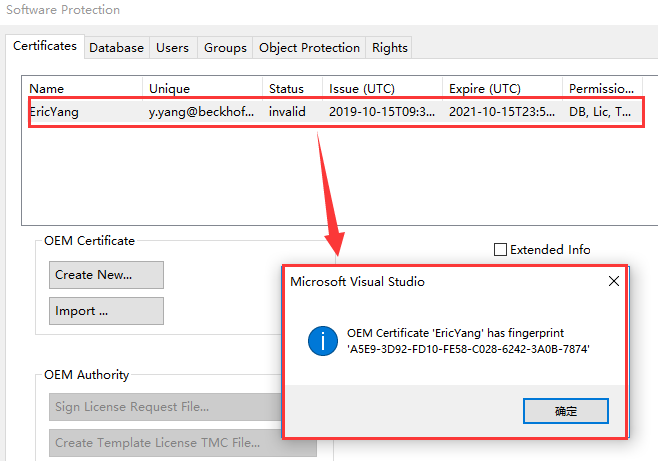 Software Protection
Certificates Database Users Groups Object Protection Rights
Name Unique Status Issue (UTC) Expire (UTC) Permissio...
EricYang y.yang@beckhof... invalid 2019-10-15T09:3... 2021-10-15T23:5... DB, Lic, T...
OEM Certificate
Extended Info
Create New...
Import ...
Microsoft Visual Studio
OEM Certificate 'EricYang' has fingerprint
'A5E9-3D92-FD10-FE58-C028-6242-3A0B-7874'
确定
OEM Authority
Sign License Request File...
Create Template License TMC File...